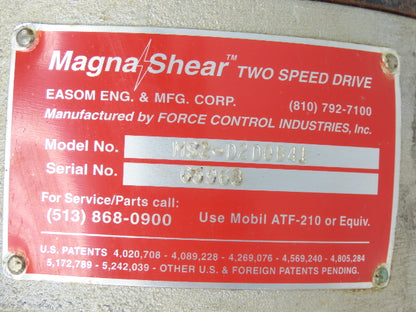 Magna Shear™ TWO SPEED DRIVE
EASOM ENG. & MFG. CORP. (810) 792-7100
Manufactured by FORCE CONTROL INDUSTRIES, Inc.
Model No.
Serial No.
For Service/Parts call:
(513) 868-0900 Use Mobil ATF-210 or Equiv.
U.S. PATENTS 4,020,708 - 4,089,228 - 4,269,076 - 4,569,240 - 4,805,284
5,172,789 - 5,242,039 - OTHER U.S. & FOREIGN PATENTS PENDING.